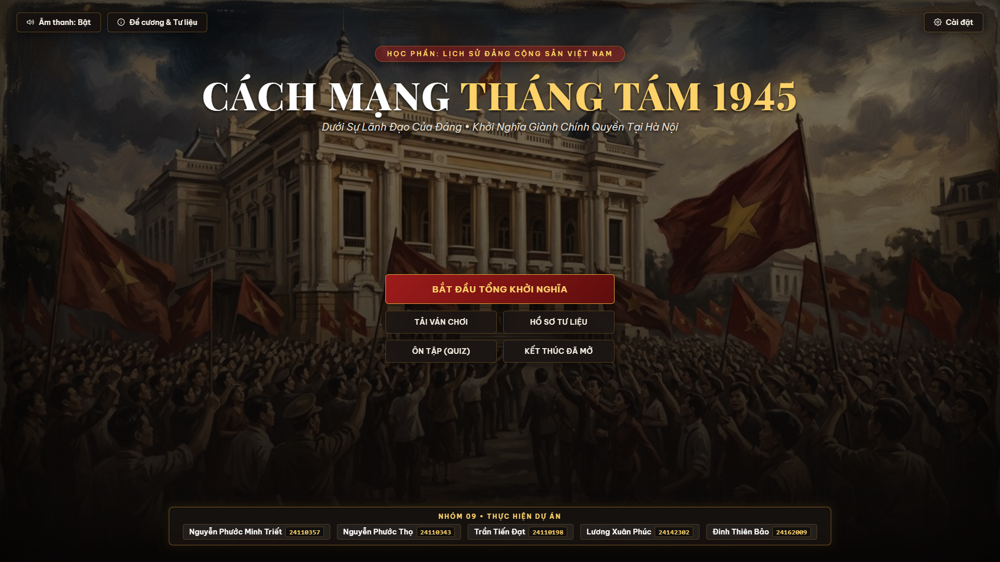 Âm thanh: Bật
Đề cương & Tư liệu
Cài đặt
HỌC PHẦN: LỊCH SỬ ĐẢNG CỘNG SẢN VIỆT NAM
CÁCH MẠNG THÁNG TÁM 1945
Dưới Sự Lãnh Đạo Của Đảng • Khởi Nghĩa Giành Chính Quyền Tại Hà Nội
BẮT ĐẦU TỔNG KHỞI NGHĨA
TẢI VÁN CHƠI
HỒ SƠ TƯ LIỆU
ÔN TẬP (QUIZ)
KẾT THÚC ĐÃ MỞ
NHÓM 09 • THỰC HIỆN DỰ ÁN
Nguyễn Phước Minh Triết 24110357
Nguyễn Phước Thọ 24110343
Trần Tiến Đạt 24110198
Lương Xuân Phúc 24142302
Đinh Thiên Bảo 24162009